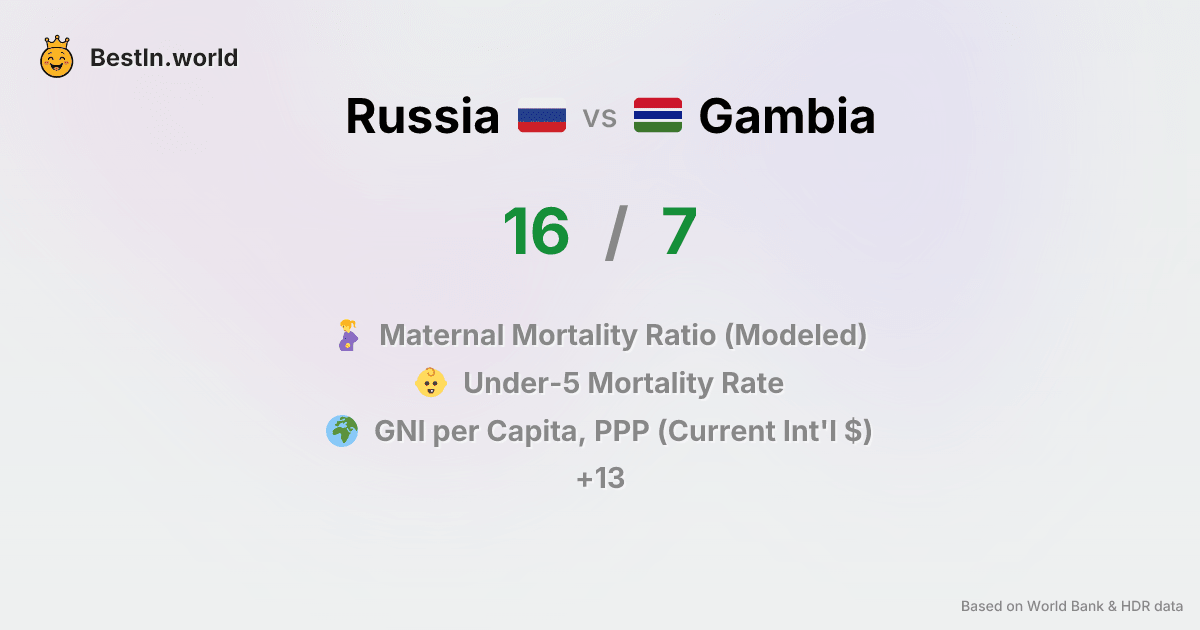 BestIn.world
Russia vs Gambia
16 / 7
Maternal Mortality Ratio (Modeled)
Under-5 Mortality Rate
GNI per Capita, PPP (Current Int'l $)
+13
Based on World Bank & HDR data